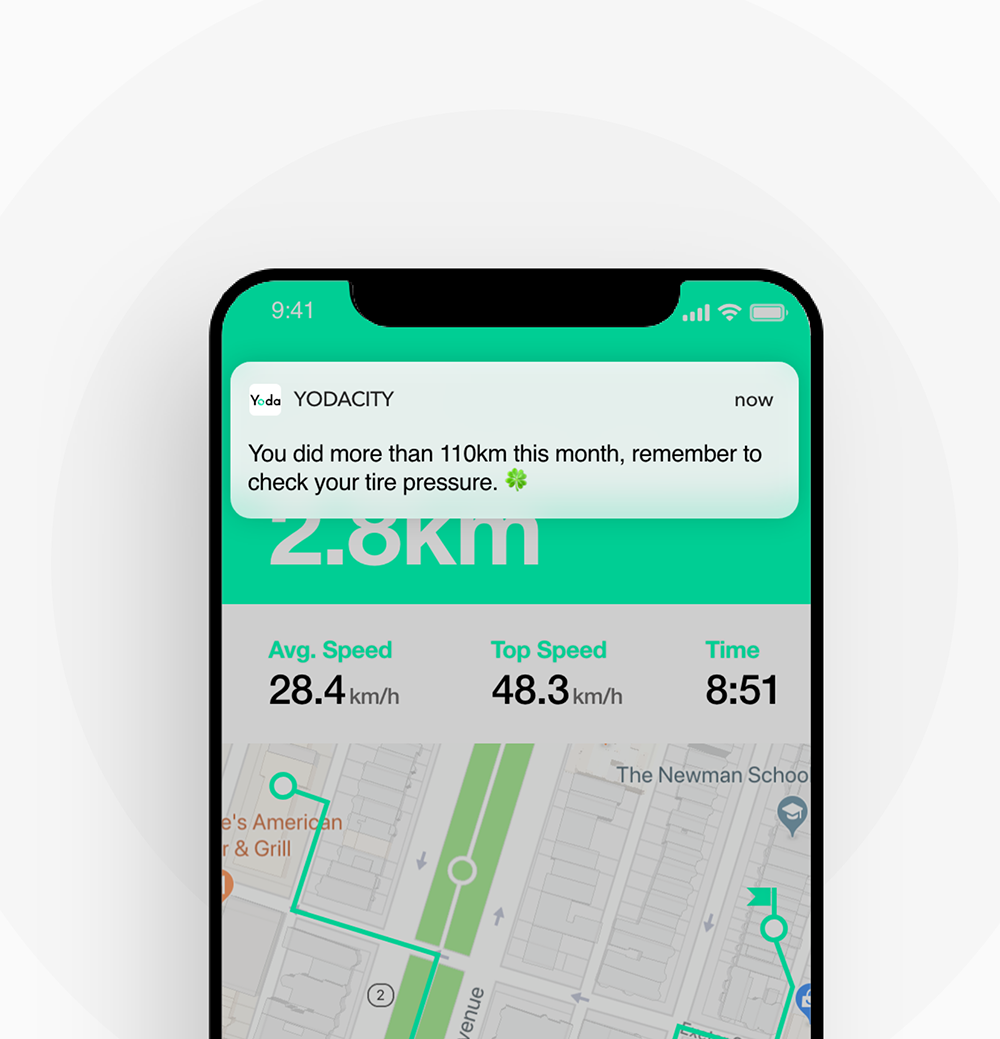 9:41
Yoda YODACITY now
You did more than 110km this month, remember to
check your tire pressure. 🍀
2.8km
Avg. Speed Top Speed Time
28.4 km/h 48.3 km/h 8:51
The Newman Schoo
e's American
r & Grill
2
venue